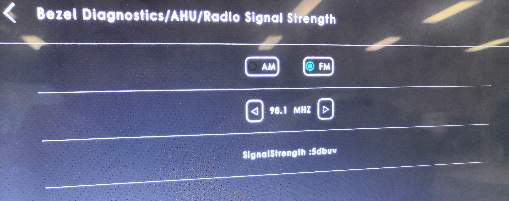 Bezel Diagnostics/AHU/Radio Signal Strength
AM FM
98.1 MHZ
SignalStrength :5dbuv